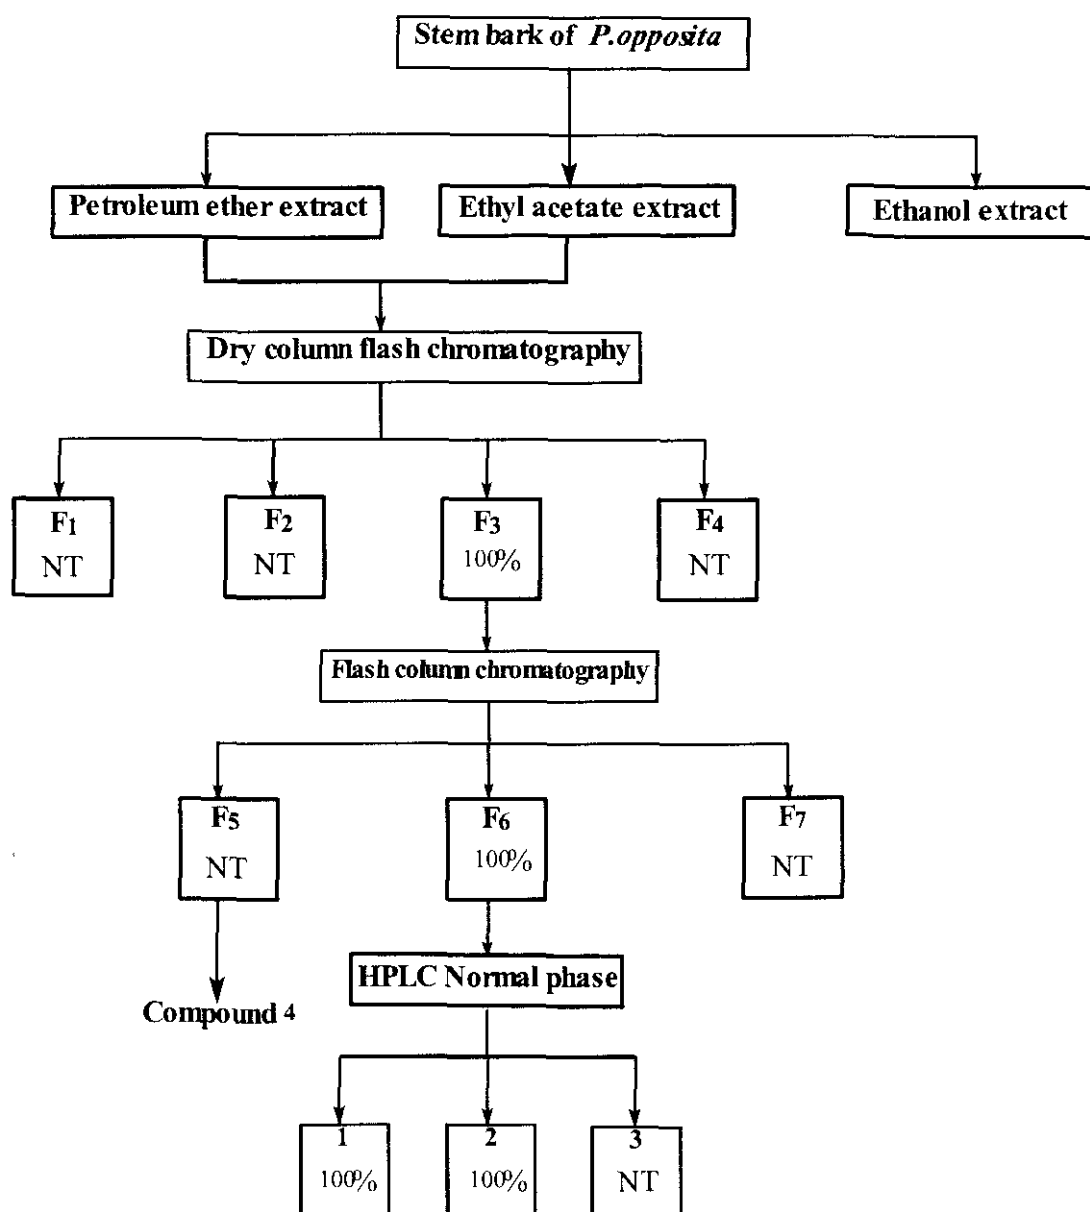 Stem bark of P.opposita
Petroleum ether extract
Ethyl acetate extract
Ethanol extract
Dry column flash chromatography
F1
NT
F2
NT
F3
100%
F4
NT
Flash column chromatography
F5
NT
F6
100%
F7
NT
HPLC Normal phase
Compound 4
1
100%
2
100%
3
NT